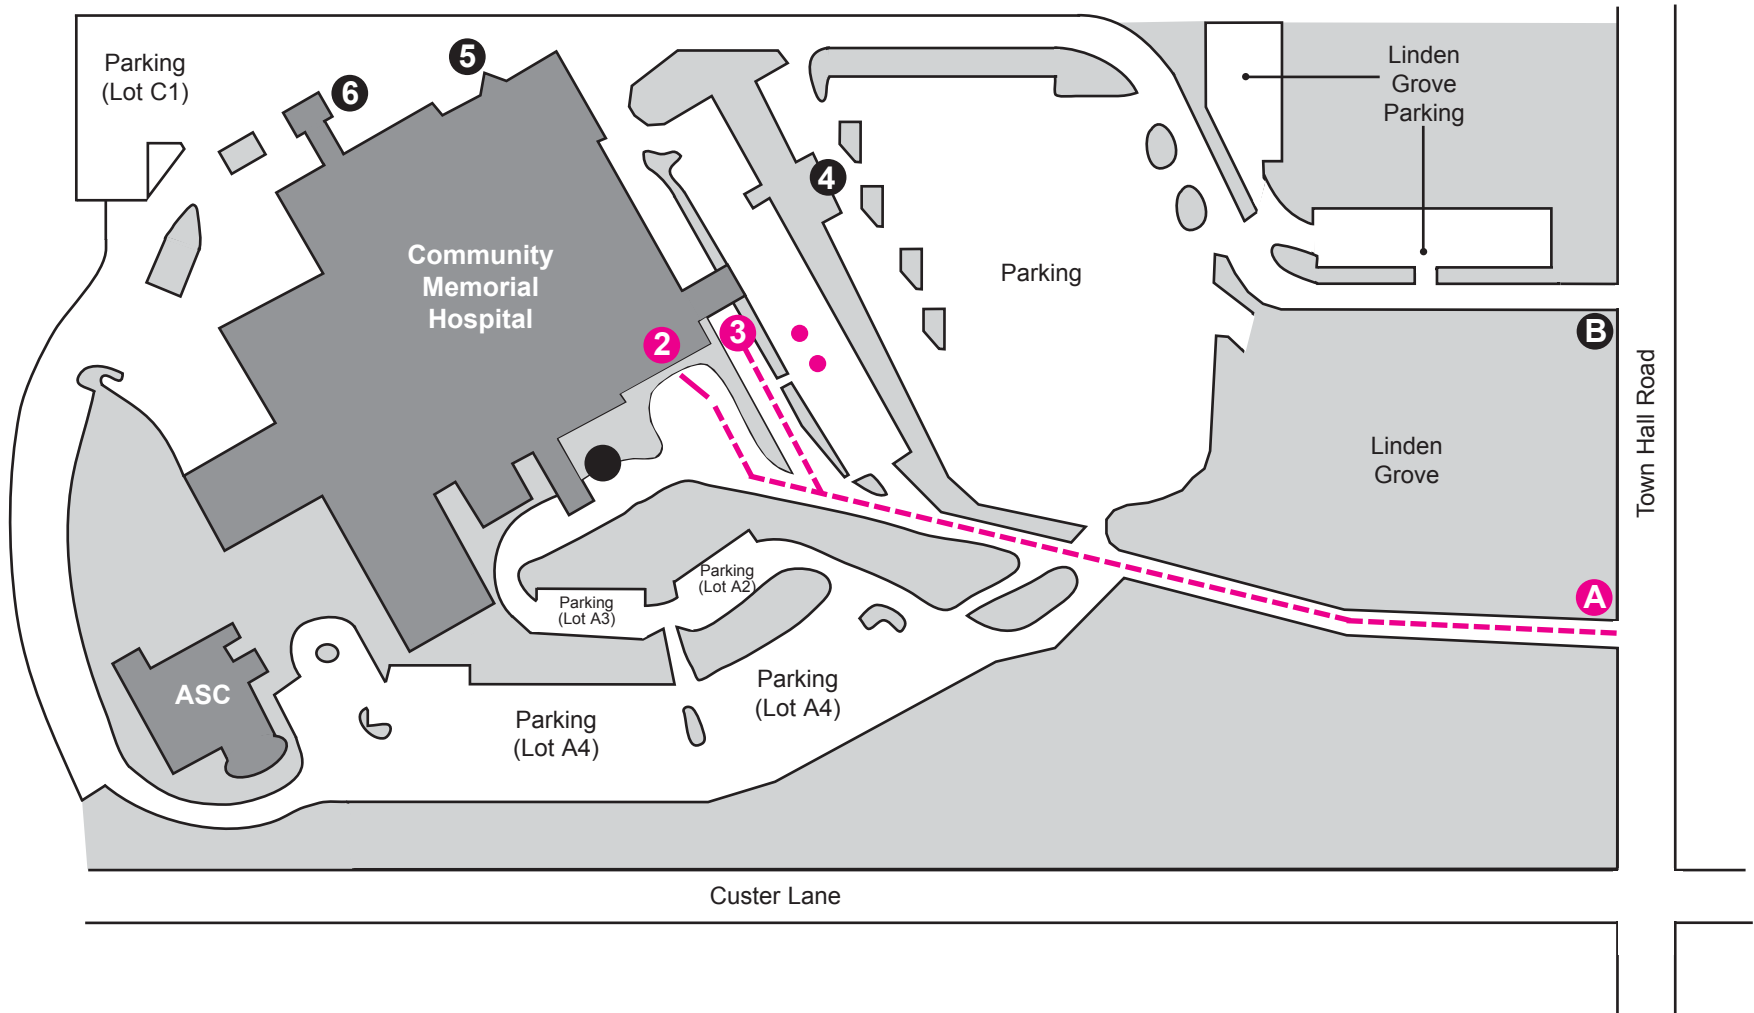 Parking
(Lot C1)
5
6
Linden
Grove
Parking
4
Community
Memorial
Hospital
Parking
2
3
B
Town Hall Road
Linden
Grove
Parking
(Lot A2)
Parking
(Lot A3)
A
ASC
Parking
(Lot A4)
Parking
(Lot A4)
Custer Lane